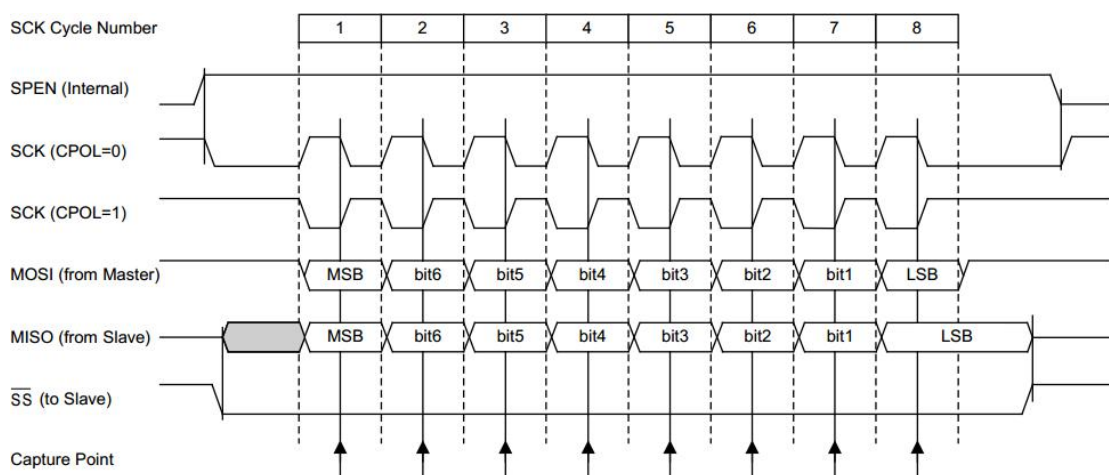 SCK Cycle Number 1 2 3 4 5 6 7 8
SPEN (Internal)
SCK (CPOL=0)
SCK (CPOL=1)
MOSI (from Master) MSB bit6 bit5 bit4 bit3 bit2 bit1 LSB
MISO (from Slave) MSB bit6 bit5 bit4 bit3 bit2 bit1 LSB
S̅S̅ (to Slave)
Capture Point